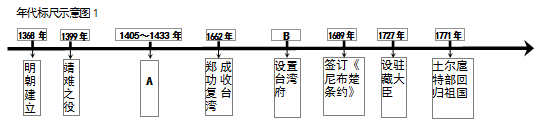 年代标尺示意图 1
1368 年 1399 年 1405～1433 年 1662 年 B 1689 年 1727 年 1771 年
明朝建立
靖难之役
A
郑成
功收
复台
湾
设置
台湾
府
签订《
尼布楚
条约》
设驻
藏大
臣
土尔扈
特部回
归祖国